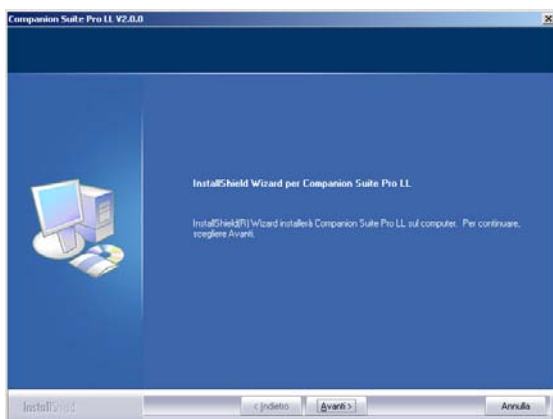 Companion Suite Pro LL V2.0.0
InstallShield Wizard per Companion Suite Pro LL
InstallShield(R) Wizard installerà Companion Suite Pro LL sul computer. Per continuare,
scegliere Avanti.
InstallShield
< Indietro Avanti > Annulla